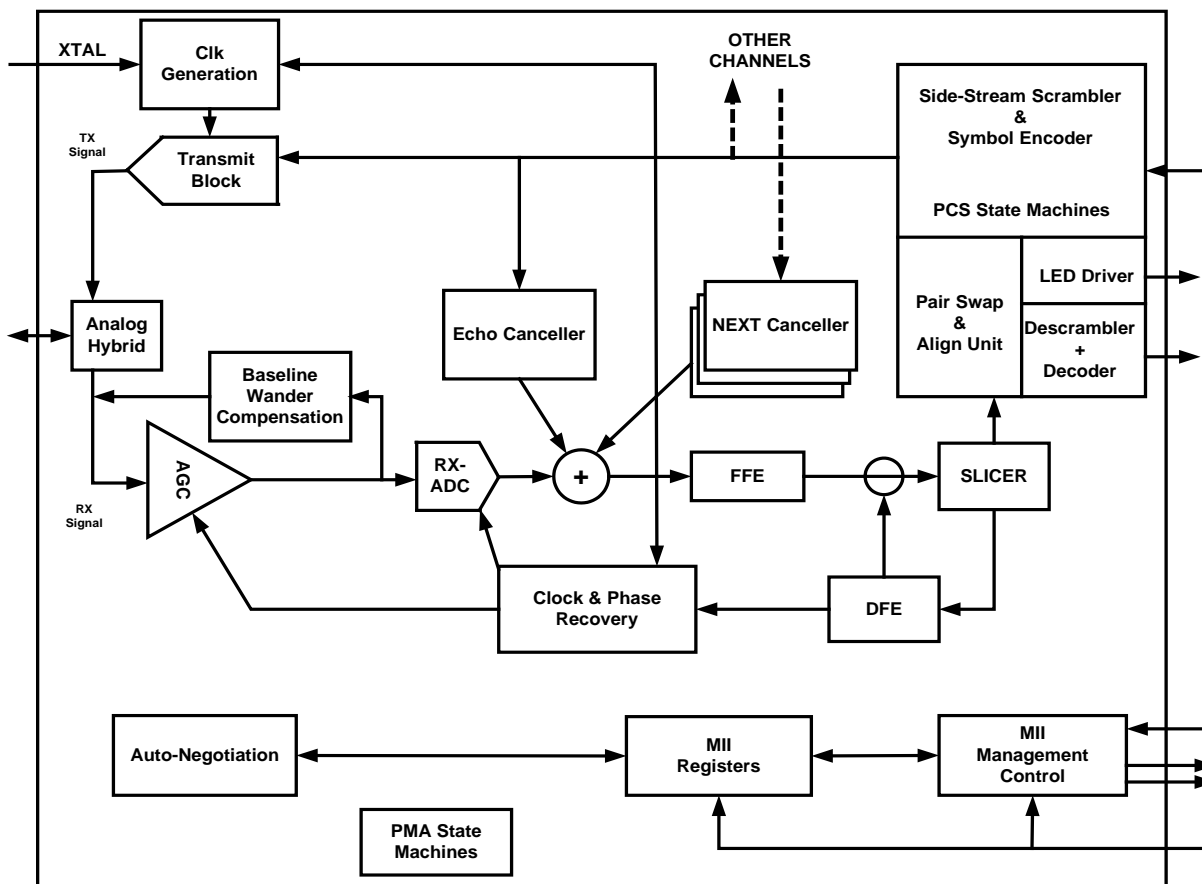 XTAL
Clk
Generation
OTHER
CHANNELS
Side-Stream Scrambler
&
Symbol Encoder
TX
Signal
Transmit
Block
PCS State Machines
Analog
Hybrid
Echo Canceller
NEXT Canceller
Pair Swap
&
Align Unit
LED Driver
Descrambler
+
Decoder
Baseline
Wander
Compensation
AGC
RX-
ADC
+
FFE
SLICER
RX
Signal
Clock & Phase
Recovery
DFE
Auto-Negotiation
MII
Registers
MII
Management
Control
PMA State
Machines